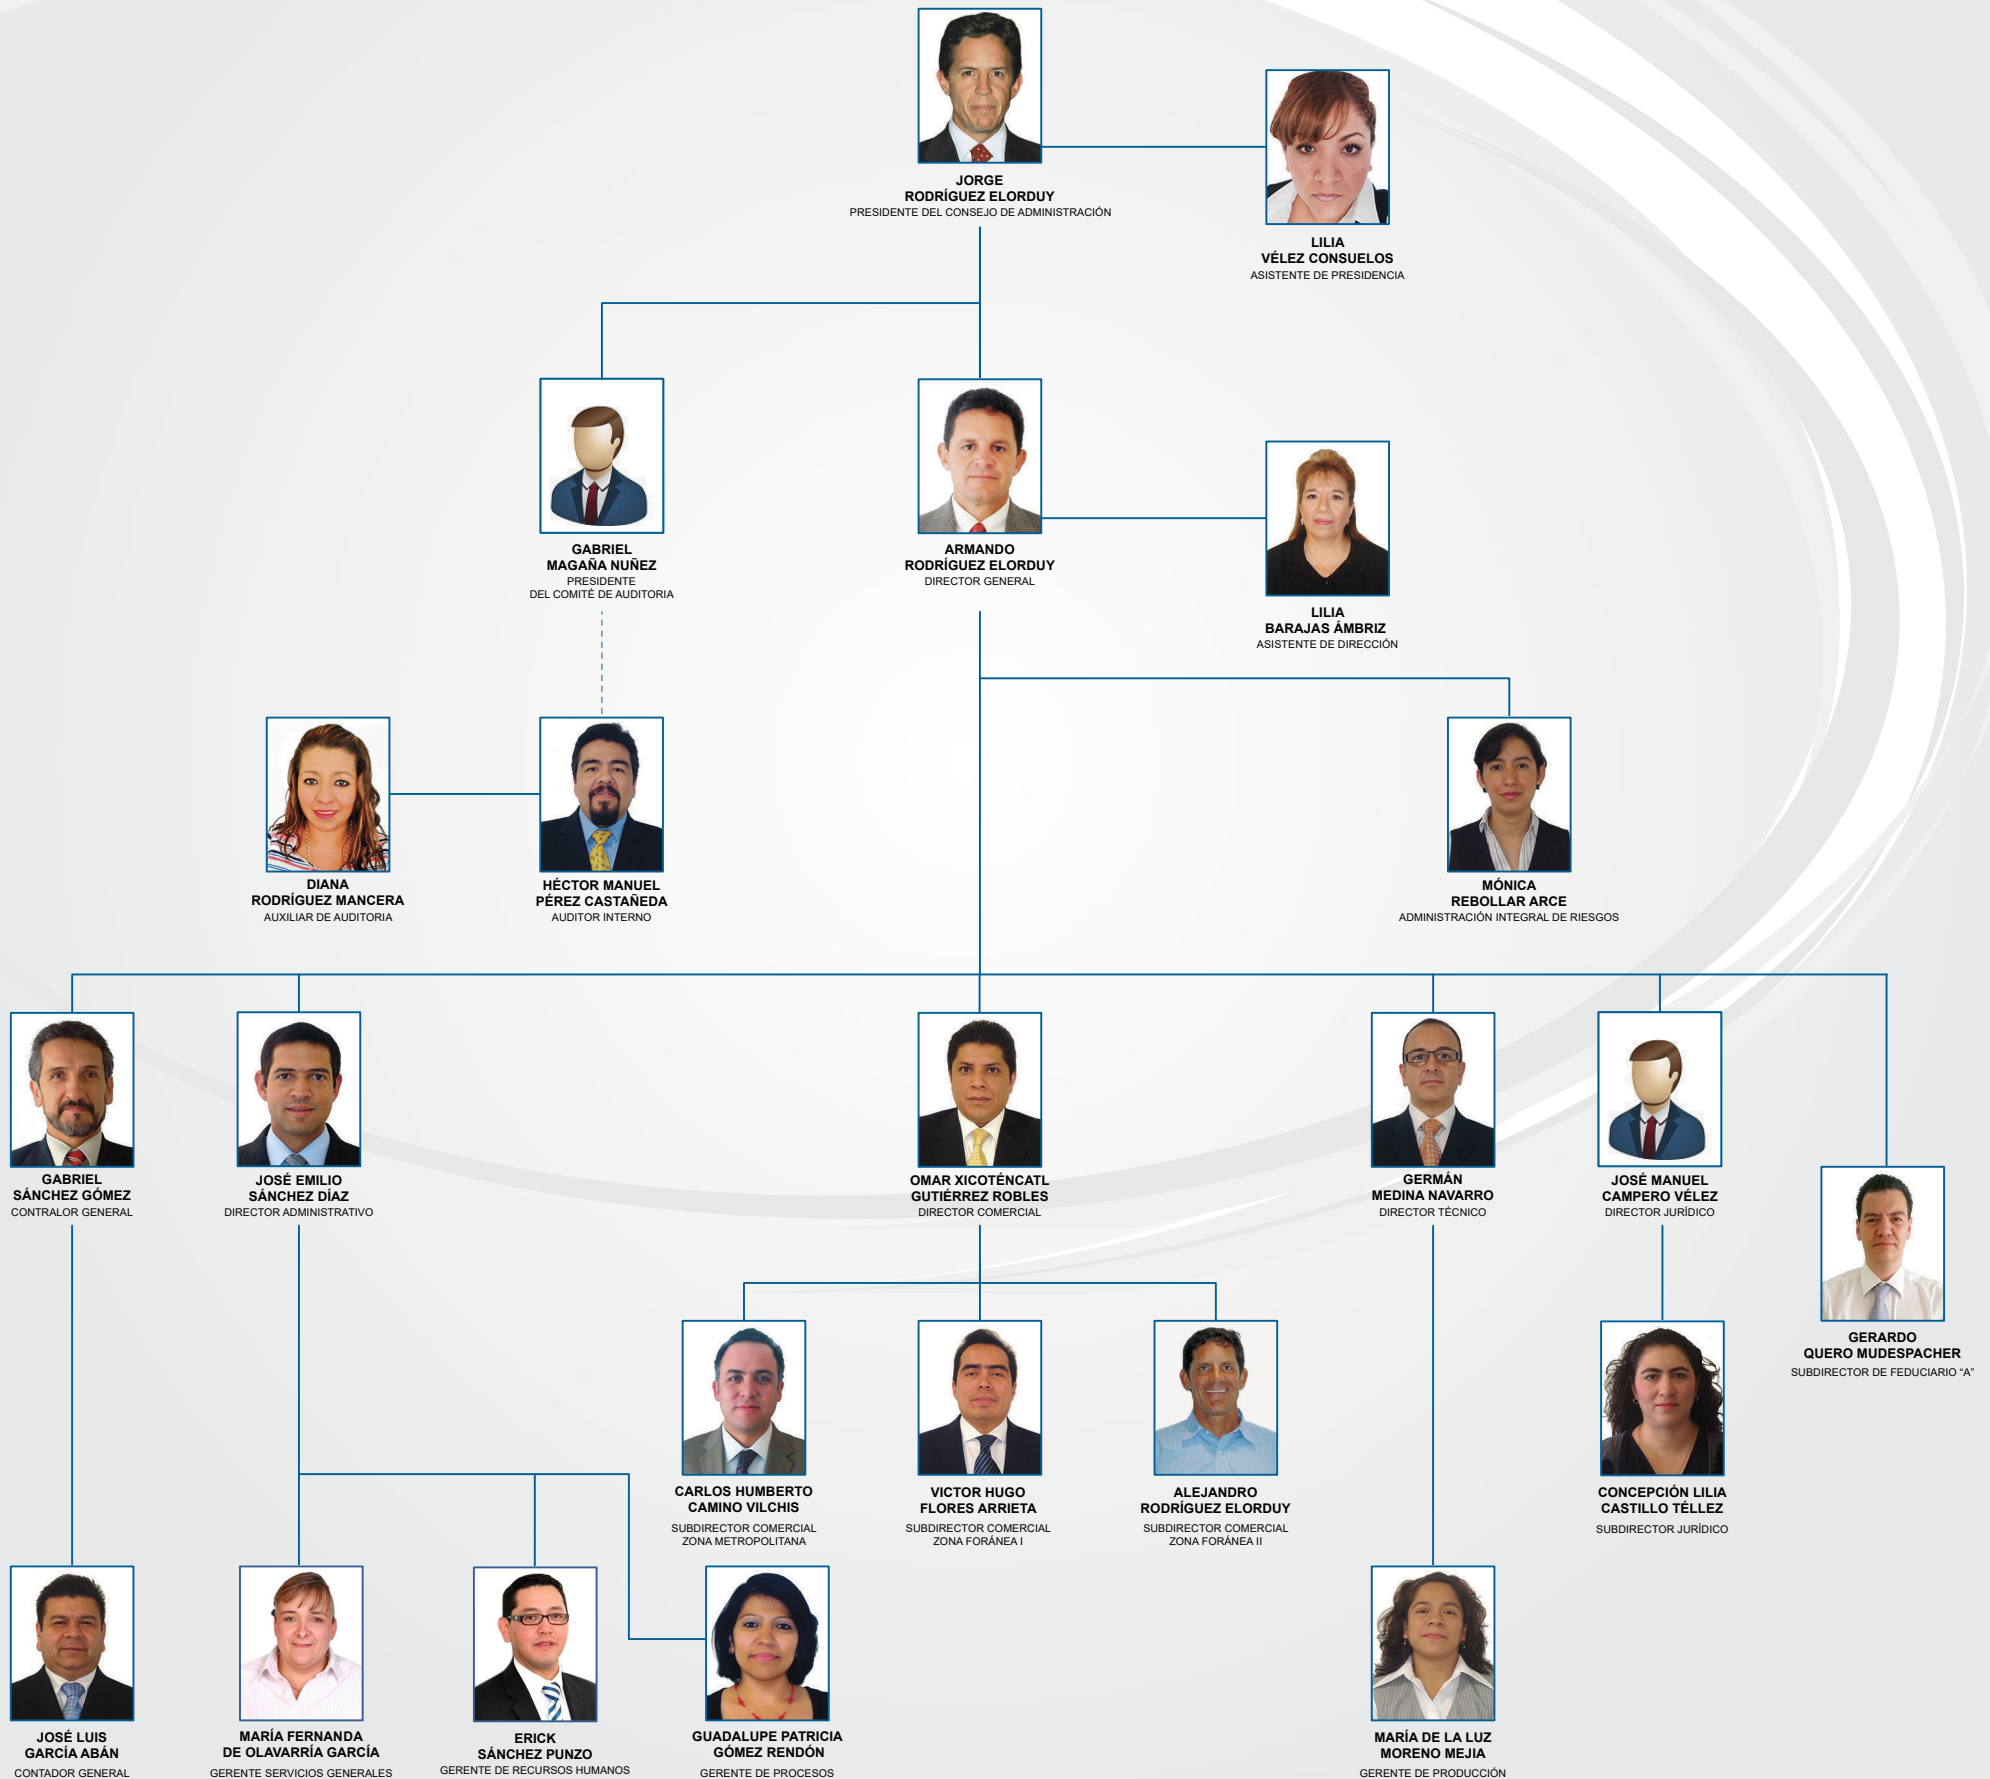 JORGE
RODRÍGUEZ ELORDUY
PRESIDENTE DEL CONSEJO DE ADMINISTRACIÓN
LILIA
VÉLEZ CONSUELOS
ASISTENTE DE PRESIDENCIA
GABRIEL
MAGAÑA NUÑEZ
PRESIDENTE
DEL COMITÉ DE AUDITORIA
ARMANDO
RODRÍGUEZ ELORDUY
DIRECTOR GENERAL
LILIA
BARAJAS ÁMBRIZ
ASISTENTE DE DIRECCIÓN
DIANA
RODRÍGUEZ MANCERA
AUXILIAR DE AUDITORIA
HÉCTOR MANUEL
PÉREZ CASTAÑEDA
AUDITOR INTERNO
MÓNICA
REBOLLAR ARCE
ADMINISTRACIÓN INTEGRAL DE RIESGOS
GABRIEL
SÁNCHEZ GÓMEZ
CONTRALOR GENERAL
JOSÉ EMILIO
SÁNCHEZ DÍAZ
DIRECTOR ADMINISTRATIVO
OMAR XICOTÉNCATL
GUTIÉRREZ ROBLES
DIRECTOR COMERCIAL
GERMÁN
MEDINA NAVARRO
DIRECTOR TÉCNICO
JOSÉ MANUEL
CAMPERO VÉLEZ
DIRECTOR JURÍDICO
GERARDO
QUERO MUDESPACHER
SUBDIRECTOR DE FEDUCIARIO “A”
CARLOS HUMBERTO
CAMINO VILCHIS
SUBDIRECTOR COMERCIAL
ZONA METROPOLITANA
VICTOR HUGO
FLORES ARRIETA
SUBDIRECTOR COMERCIAL
ZONA FORÁNEA I
ALEJANDRO
RODRÍGUEZ ELORDUY
SUBDIRECTOR COMERCIAL
ZONA FORÁNEA II
CONCEPCIÓN LILIA
CASTILLO TÉLLEZ
SUBDIRECTOR JURÍDICO
JOSÉ LUIS
GARCÍA ABÁN
CONTADOR GENERAL
MARÍA FERNANDA
DE OLAVARRÍA GARCÍA
GERENTE SERVICIOS GENERALES
ERICK
SÁNCHEZ PUNZO
GERENTE DE RECURSOS HUMANOS
GUADALUPE PATRICIA
GÓMEZ RENDÓN
GERENTE DE PROCESOS
MARÍA DE LA LUZ
MORENO MEJIA
GERENTE DE PRODUCCIÓN